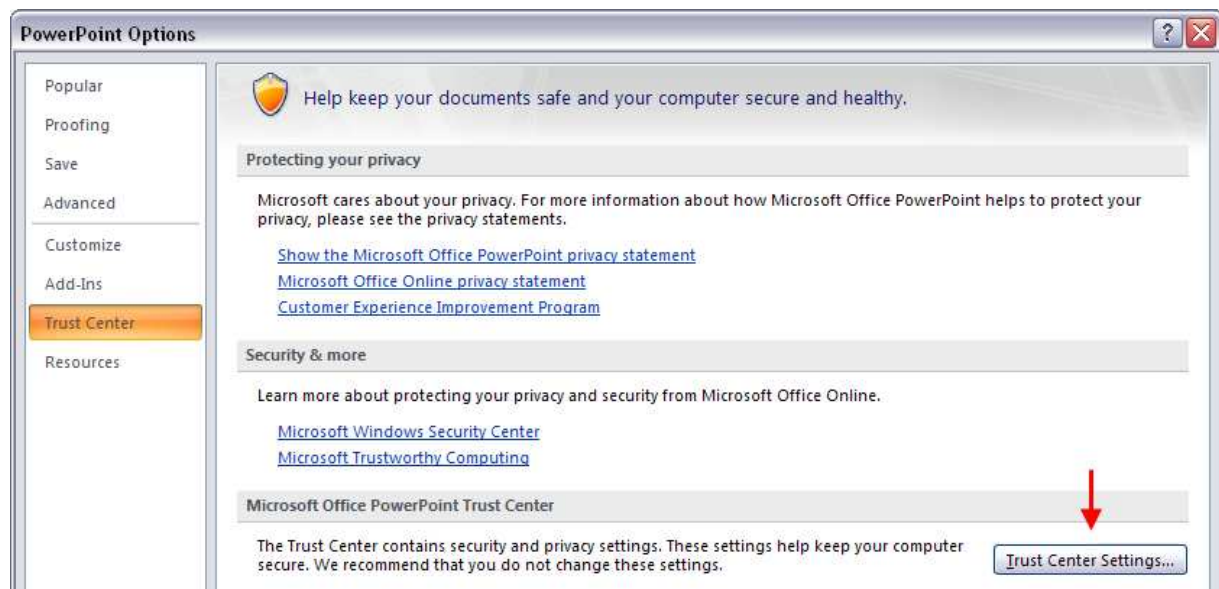 PowerPoint Options
?
Popular
Proofing
Save
Advanced
Customize
Add-Ins
Trust Center
Resources
Help keep your documents safe and your computer secure and healthy.
Protecting your privacy
Microsoft cares about your privacy. For more information about how Microsoft Office PowerPoint helps to protect your
privacy, please see the privacy statements.
Show the Microsoft Office PowerPoint privacy statement
Microsoft Office Online privacy statement
Customer Experience Improvement Program
Security & more
Learn more about protecting your privacy and security from Microsoft Office Online.
Microsoft Windows Security Center
Microsoft Trustworthy Computing
Microsoft Office PowerPoint Trust Center
The Trust Center contains security and privacy settings. These settings help keep your computer
secure. We recommend that you do not change these settings.
Trust Center Settings...